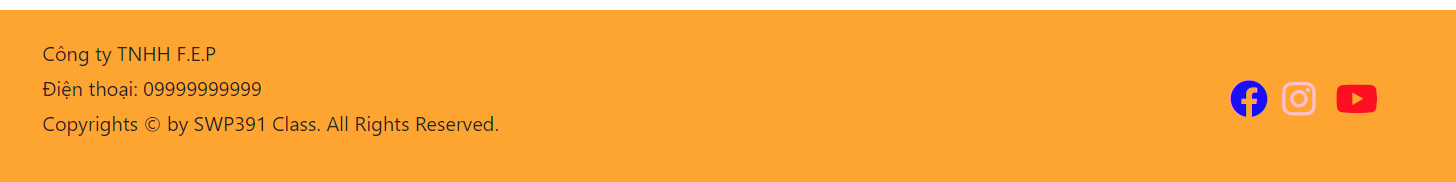 Công ty TNHH F.E.P
Điện thoại: 09999999999
Copyrights © by SWP391 Class. All Rights Reserved.